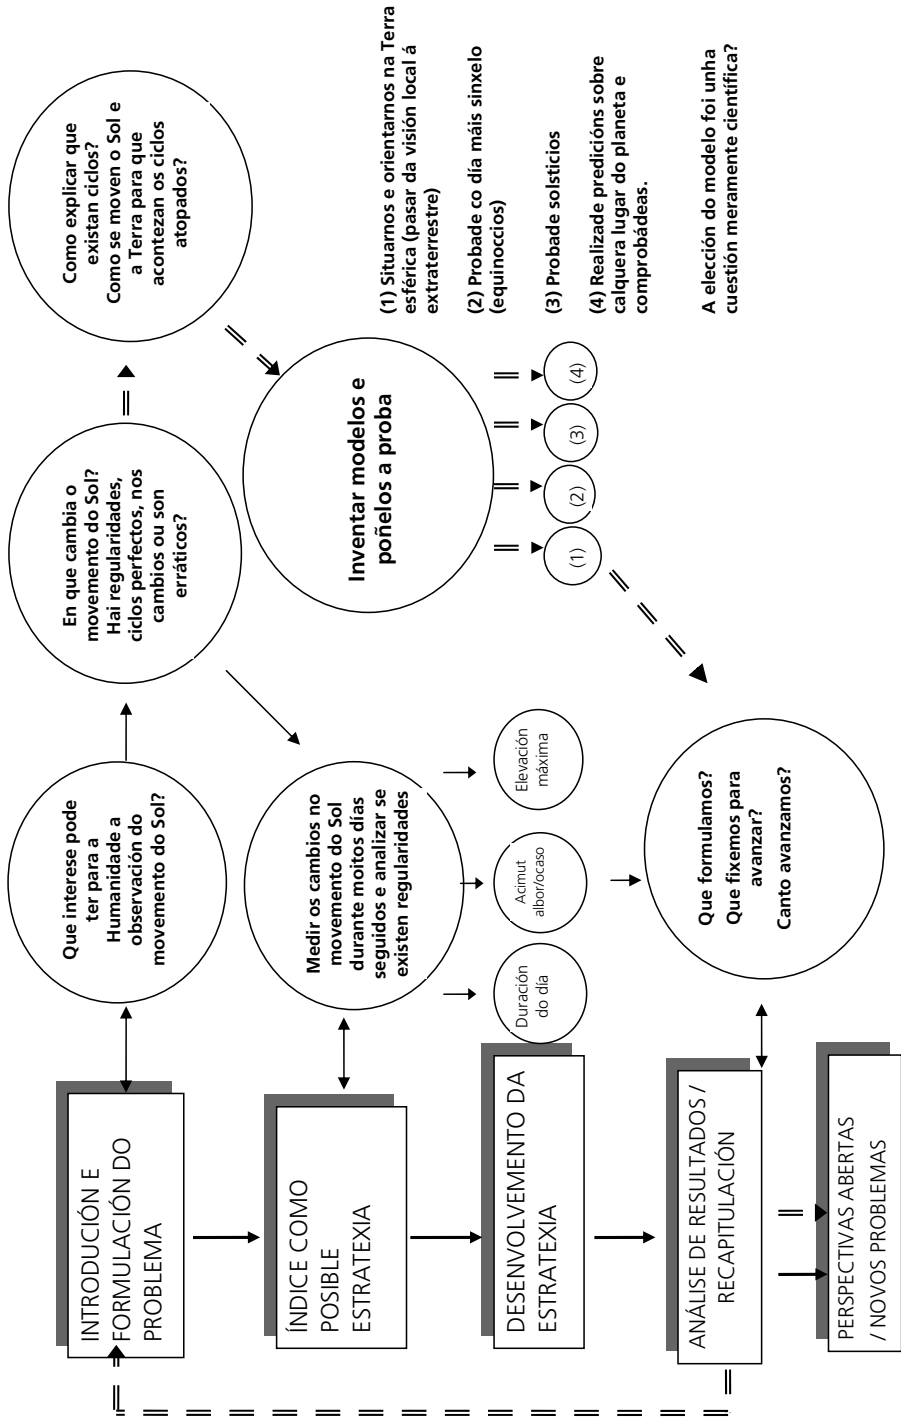 INTRODUCIÓN E
FORMULACIÓN DO
PROBLEMA
Que interese pode
ter para a
Humanidade a
observación do
movemento do Sol?
En que cambia o
movemento do Sol?
Hai regularidades,
ciclos perfectos, nos
cambios ou son
erráticos?
Como explicar que
existan ciclos?
Como se moven o Sol e
a Terra para que
acontezan os ciclos
atopados?
ÍNDICE COMO
POSIBLE
ESTRATEXIA
Medir os cambios no
movemento do Sol
durante moitos días
seguidos e analizar se
existen regularidades
Inventar modelos e
poñelos a proba
DESENVOLVEMENTO DA
ESTRATEXIA
Duración
do día
Acimut
albor/ocaso
Elevación
máxima
(1)
(2)
(3)
(4)
(1) Situarnos e orientarnos na Terra
esférica (pasar da visión local á
extraterrestre)
(2) Probade co día máis sinxelo
(equinoccios)
(3) Probade solsticios
(4) Realizade predicións sobre
calquera lugar do planeta e
comprobádeas.
A elección do modelo foi unha
cuestión meramente científica?
ANÁLISE DE RESULTADOS /
RECAPITULACIÓN
Que formulamos?
Que fixemos para
avanzar?
Canto avanzamos?
PERSPECTIVAS ABERTAS
/ NOVOS PROBLEMAS